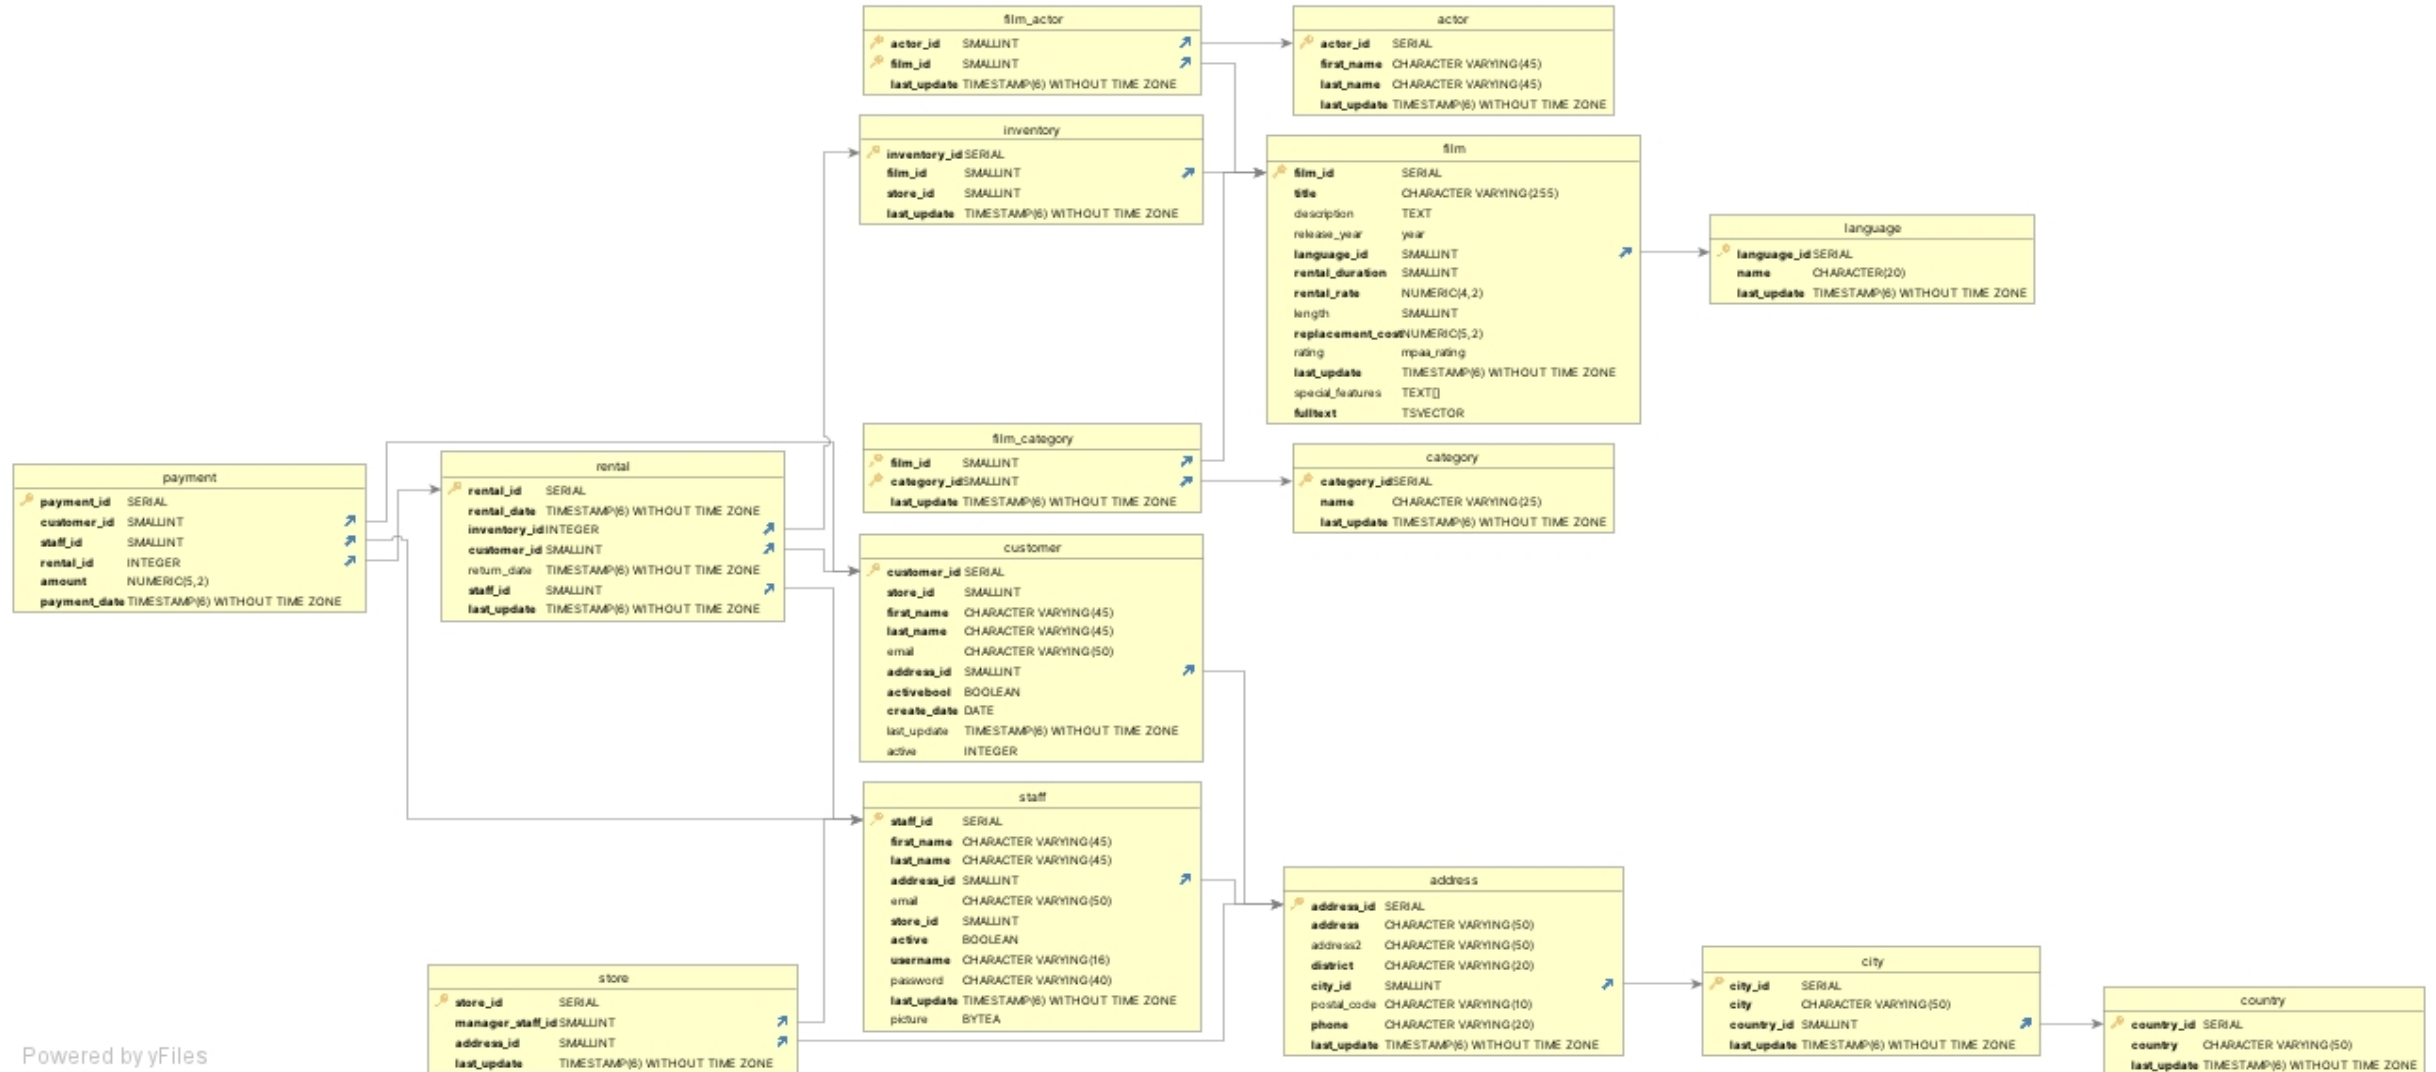 film_actor
actor_id SMALLINT
film_id SMALLINT
last_update TIMESTAMP(6) WITHOUT TIME ZONE
actor
actor_id SERIAL
first_name CHARACTER VARYING(45)
last_name CHARACTER VARYING(45)
last_update TIMESTAMP(6) WITHOUT TIME ZONE
inventory
inventory_id SERIAL
film_id SMALLINT
store_id SMALLINT
last_update TIMESTAMP(6) WITHOUT TIME ZONE
film
film_id SERIAL
title CHARACTER VARYING(255)
description TEXT
release_year year
language_id SMALLINT
rental_duration SMALLINT
rental_rate NUMERIC(4,2)
length SMALLINT
replacement_cost NUMERIC(5,2)
rating mpaa_rating
last_update TIMESTAMP(6) WITHOUT TIME ZONE
special_features TEXT[]
fulltext TSVECTOR
language
language_id SERIAL
name CHARACTER(20)
last_update TIMESTAMP(6) WITHOUT TIME ZONE
film_category
film_id SMALLINT
category_id SMALLINT
last_update TIMESTAMP(6) WITHOUT TIME ZONE
category
category_id SERIAL
name CHARACTER VARYING(25)
last_update TIMESTAMP(6) WITHOUT TIME ZONE
payment
payment_id SERIAL
customer_id SMALLINT
staff_id SMALLINT
rental_id INTEGER
amount NUMERIC(5,2)
payment_date TIMESTAMP(6) WITHOUT TIME ZONE
rental
rental_id SERIAL
rental_date TIMESTAMP(6) WITHOUT TIME ZONE
inventory_id INTEGER
customer_id SMALLINT
return_date TIMESTAMP(6) WITHOUT TIME ZONE
staff_id SMALLINT
last_update TIMESTAMP(6) WITHOUT TIME ZONE
customer
customer_id SERIAL
store_id SMALLINT
first_name CHARACTER VARYING(45)
last_name CHARACTER VARYING(45)
email CHARACTER VARYING(50)
address_id SMALLINT
activebool BOOLEAN
create_date DATE
last_update TIMESTAMP(6) WITHOUT TIME ZONE
active INTEGER
staff
staff_id SERIAL
first_name CHARACTER VARYING(45)
last_name CHARACTER VARYING(45)
address_id SMALLINT
email CHARACTER VARYING(50)
store_id SMALLINT
active BOOLEAN
username CHARACTER VARYING(16)
password CHARACTER VARYING(40)
last_update TIMESTAMP(6) WITHOUT TIME ZONE
picture BYTEA
address
address_id SERIAL
address CHARACTER VARYING(50)
address2 CHARACTER VARYING(50)
district CHARACTER VARYING(20)
city_id SMALLINT
postal_code CHARACTER VARYING(10)
phone CHARACTER VARYING(20)
last_update TIMESTAMP(6) WITHOUT TIME ZONE
store
store_id SERIAL
manager_staff_id SMALLINT
address_id SMALLINT
last_update TIMESTAMP(6) WITHOUT TIME ZONE
city
city_id SERIAL
city CHARACTER VARYING(50)
country_id SMALLINT
last_update TIMESTAMP(6) WITHOUT TIME ZONE
country
country_id SERIAL
country CHARACTER VARYING(50)
last_update TIMESTAMP(6) WITHOUT TIME ZONE
Powered by yFiles